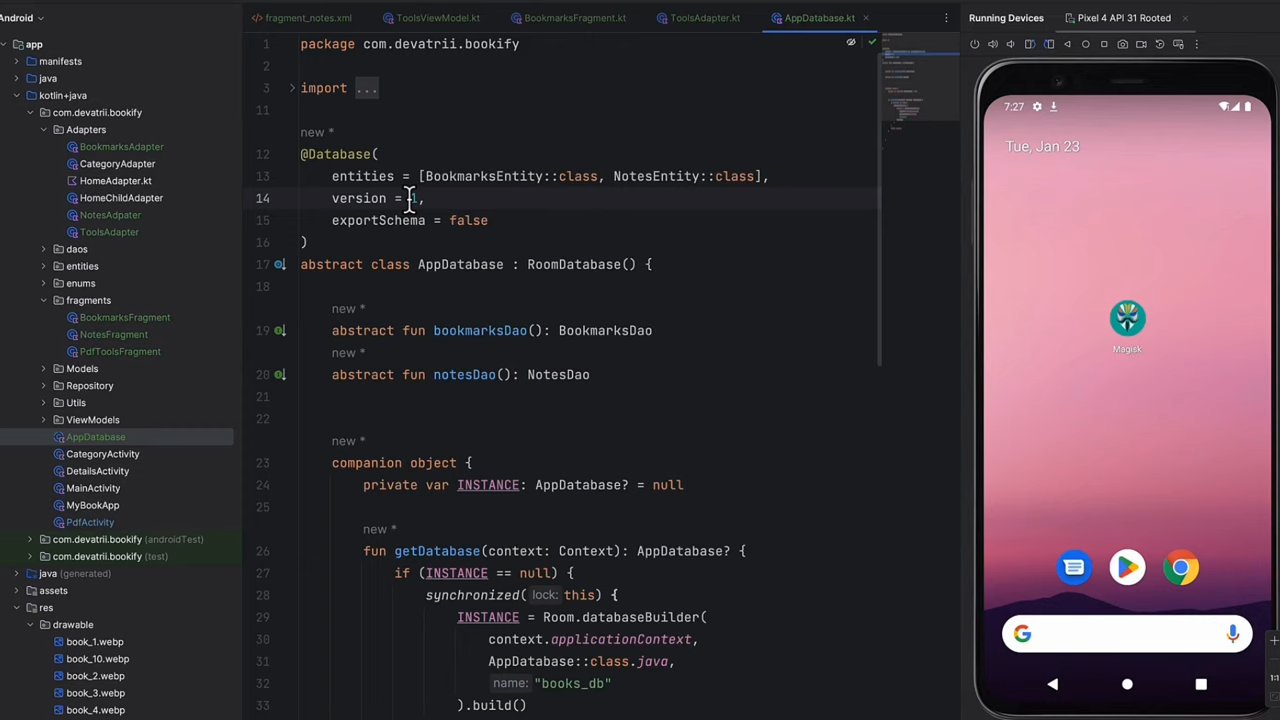 Android
fragment_notes.xml
ToolsViewModel.kt
BookmarksFragment.kt
ToolsAdapter.kt
AppDatabase.kt
Running Devices
Pixel 4 API 31 Rooted
app
manifests
java
kotlin+java
com.devatrii.bookify
Adapters
BookmarksAdapter
CategoryAdapter
HomeAdapter.kt
HomeChildAdapter
NotesAdpater
ToolsAdapter
daos
entities
enums
fragments
BookmarksFragment
NotesFragment
PdfToolsFragment
Models
Repository
Utils
ViewModels
AppDatabase
CategoryActivity
DetailsActivity
MainActivity
MyBookApp
PdfActivity
com.devatrii.bookify (androidTest)
com.devatrii.bookify (test)
java (generated)
assets
res
drawable
book_1.webp
book_10.webp
book_2.webp
book_3.webp
book_4.webp
1 package com.devatrii.bookify
2
3 import ...
11
new *
12 @Database(
13 entities = [BookmarksEntity::class, NotesEntity::class],
14 version = 1,
15 exportSchema = false
16 )
17 abstract class AppDatabase : RoomDatabase() {
18
new *
19 abstract fun bookmarksDao(): BookmarksDao
new *
20 abstract fun notesDao(): NotesDao
21
22
new *
23 companion object {
24 private var INSTANCE: AppDatabase? = null
25
new *
26 fun getDatabase(context: Context): AppDatabase? {
27 if (INSTANCE == null) {
28 synchronized( lock: this) {
29 INSTANCE = Room.databaseBuilder(
30 context.applicationContext,
31 AppDatabase::class.java,
32 name: "books_db"
33 ).build()
7:27
Tue, Jan 23
Magisk
1:1